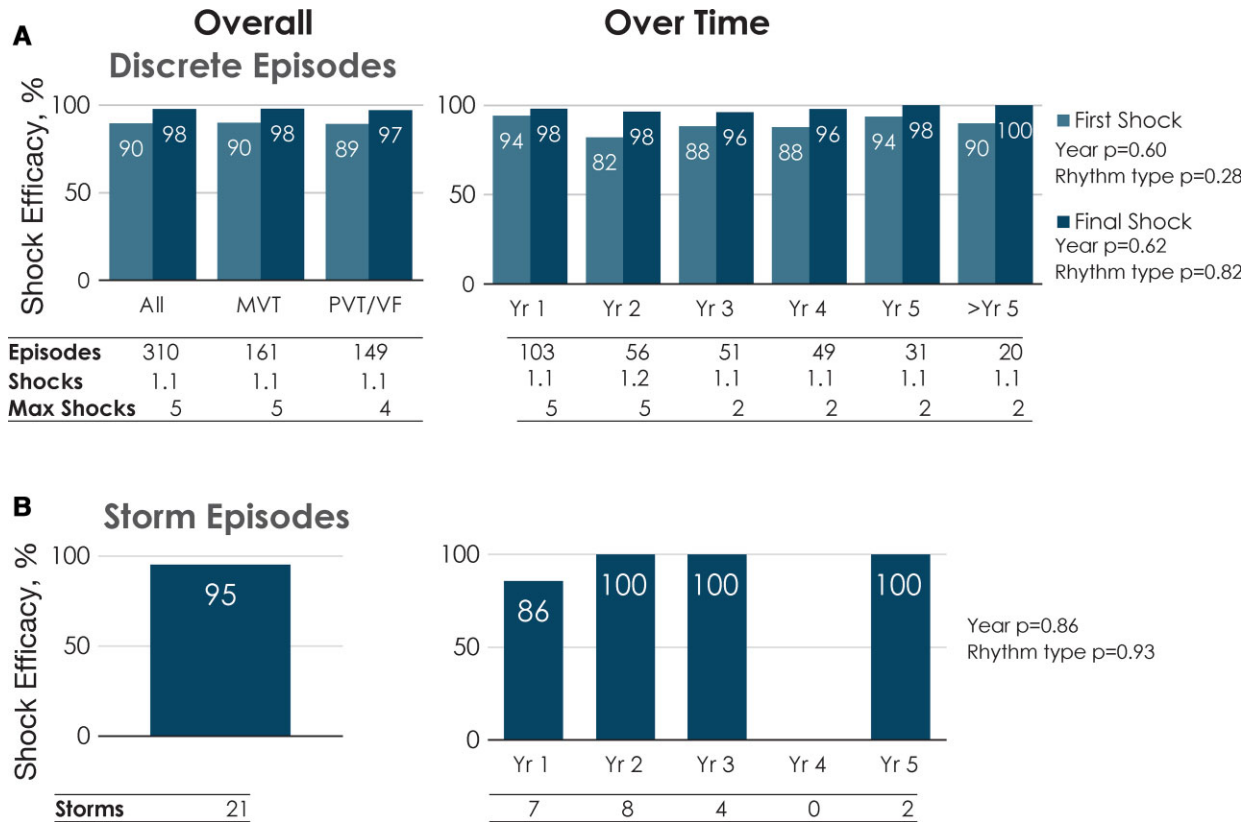 A
Overall
Over Time
Discrete Episodes
Shock Efficacy, %
100
50
0
90 98 90 98 89 97
All MVT PVT/VF
100
50
0
94 98 82 98 88 96 88 96 94 98 90 100
Yr 1 Yr 2 Yr 3 Yr 4 Yr 5 >Yr 5
First Shock
Year p=0.60
Rhythm type p=0.28
Final Shock
Year p=0.62
Rhythm type p=0.82
Episodes 310 161 149 103 56 51 49 31 20
Shocks 1.1 1.1 1.1 1.1 1.2 1.1 1.1 1.1 1.1
Max Shocks 5 5 4 5 5 2 2 2 2
B
Storm Episodes
Shock Efficacy, %
100
50
0
95
100
50
0
86 100 100 100
Yr 1 Yr 2 Yr 3 Yr 4 Yr 5
Year p=0.86
Rhythm type p=0.93
Storms 21 7 8 4 0 2